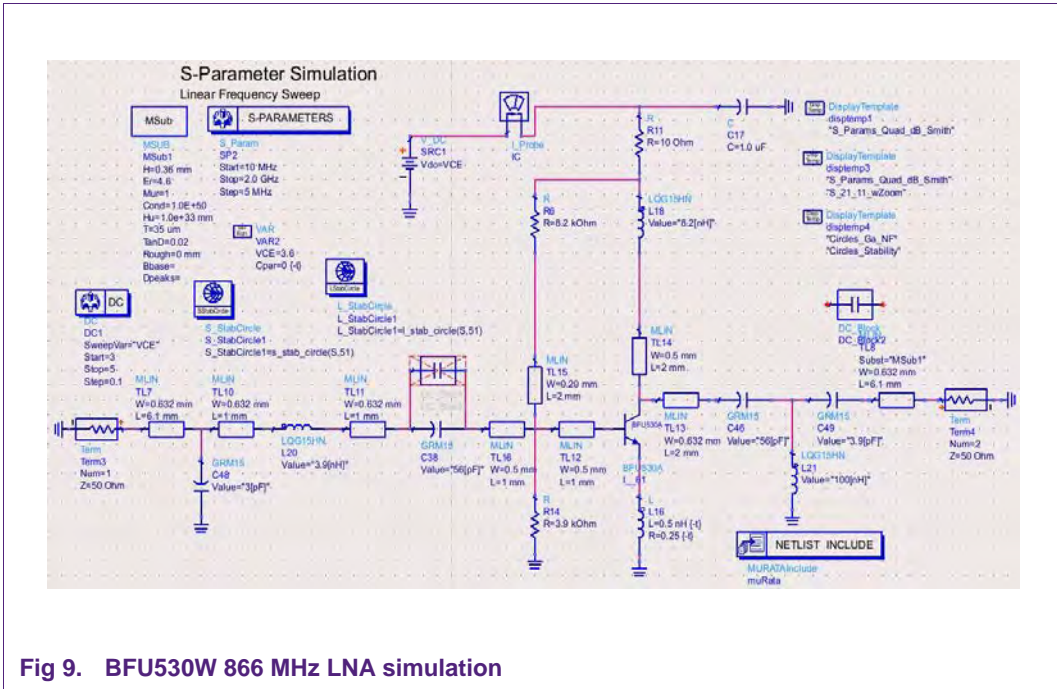 S-Parameter Simulation
Linear Frequency Sweep
MSub
MSUB
MSub1
H=0.36 mm
Er=4.6
Mur=1
Cond=1.0E+50
Hu=1.0e+33 mm
T=35 um
TanD=0.02
Rough=0 mm
Bbase=
Dpeaks=
S-PARAMETERS
S_Param
SP2
Start=10 MHz
Stop=2.0 GHz
Step=5 MHz
VAR
VAR2
VCE=3.6
Cpar=0 {-t}
DC
DC
DC1
SweepVar="VCE"
Start=3
Stop=5
Step=0.1
SStabCircle
S_StabCircle
S_StabCircle1
S_StabCircle1=s_stab_circle(S,51)
LStabCircle
L_StabCircle
L_StabCircle1
L_StabCircle1=l_stab_circle(S,51)
V_DC
SRC1
Vdc=VCE
I_Probe
IC
R
R11
R=10 Ohm
C
C17
C=1.0 uF
DisplayTemplate
disptemp1
"S_Params_Quad_dB_Smith"
DisplayTemplate
disptemp3
"S_Params_Quad_dB_Smith"
"S_21_11_wZoom"
DisplayTemplate
disptemp4
"Circles_Ga_NF"
"Circles_Stability"
R
R6
R=8.2 kOhm
LQG15HN
L18
Value="8.2[nH]"
MLIN
TL14
W=0.5 mm
L=2 mm
MLIN
TL15
W=0.20 mm
L=2 mm
DC_Block
DC_Block2
MLIN
TL8
Subst="MSub1"
W=0.632 mm
L=6.1 mm
MLIN
TL7
W=0.632 mm
L=6.1 mm
MLIN
TL10
W=0.632 mm
L=1 mm
MLIN
TL11
W=0.632 mm
L=1 mm
Term
Term3
Num=1
Z=50 Ohm
GRM15
C48
Value="3[pF]"
LQG15HN
L20
Value="3.9[nH]"
GRM15
C38
Value="56[pF]"
MLIN
TL16
W=0.5 mm
L=1 mm
MLIN
TL12
W=0.5 mm
L=1 mm
R
R14
R=3.9 kOhm
BFU530A
BFU530A
I__61
L
L16
L=0.5 nH {-t}
R=0.25 {-t}
MLIN
TL13
W=0.632 mm
L=2 mm
GRM15
C46
Value="56[pF]"
GRM15
C49
Value="3.9[pF]"
LQG15HN
L21
Value="100[nH]"
Term
Term4
Num=2
Z=50 Ohm
NETLIST INCLUDE
MURATAInclude
muRata
Fig 9. BFU530W 866 MHz LNA simulation